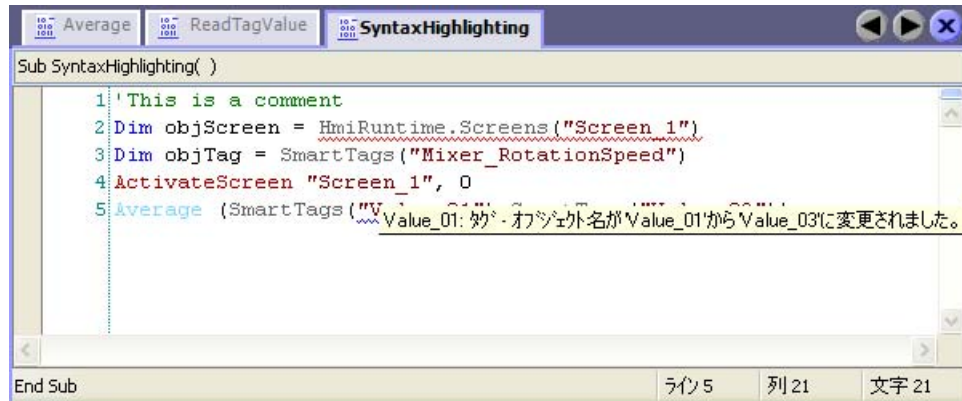 Average ReadTagValue SyntaxHighlighting
Sub SyntaxHighlighting( )
1 'This is a comment
2 Dim objScreen = HmiRuntime.Screens("Screen_1")
3 Dim objTag = SmartTags("Mixer_RotationSpeed")
4 ActivateScreen "Screen_1", 0
5 Average (SmartTags("V
Value_01: タグ - オブジェクト名が'Value_01'から'Value_03'に変更されました。
End Sub ライン 5 列 21 文字 21